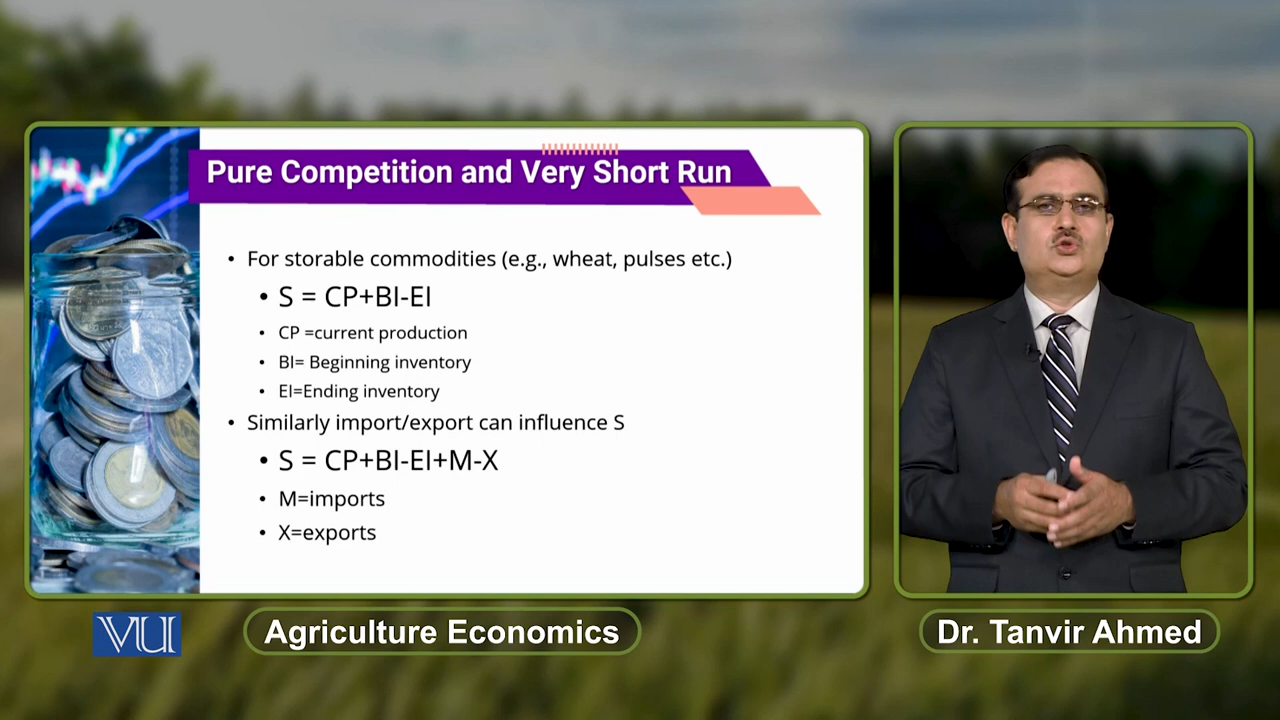 Pure Competition and Very Short Run
• For storable commodities (e.g., wheat, pulses etc.)
• S = CP+BI-EI
• CP =current production
• BI= Beginning inventory
• EI=Ending inventory
• Similarly import/export can influence S
• S = CP+BI-EI+M-X
• M=imports
• X=exports
VU
Agriculture Economics
Dr. Tanvir Ahmed